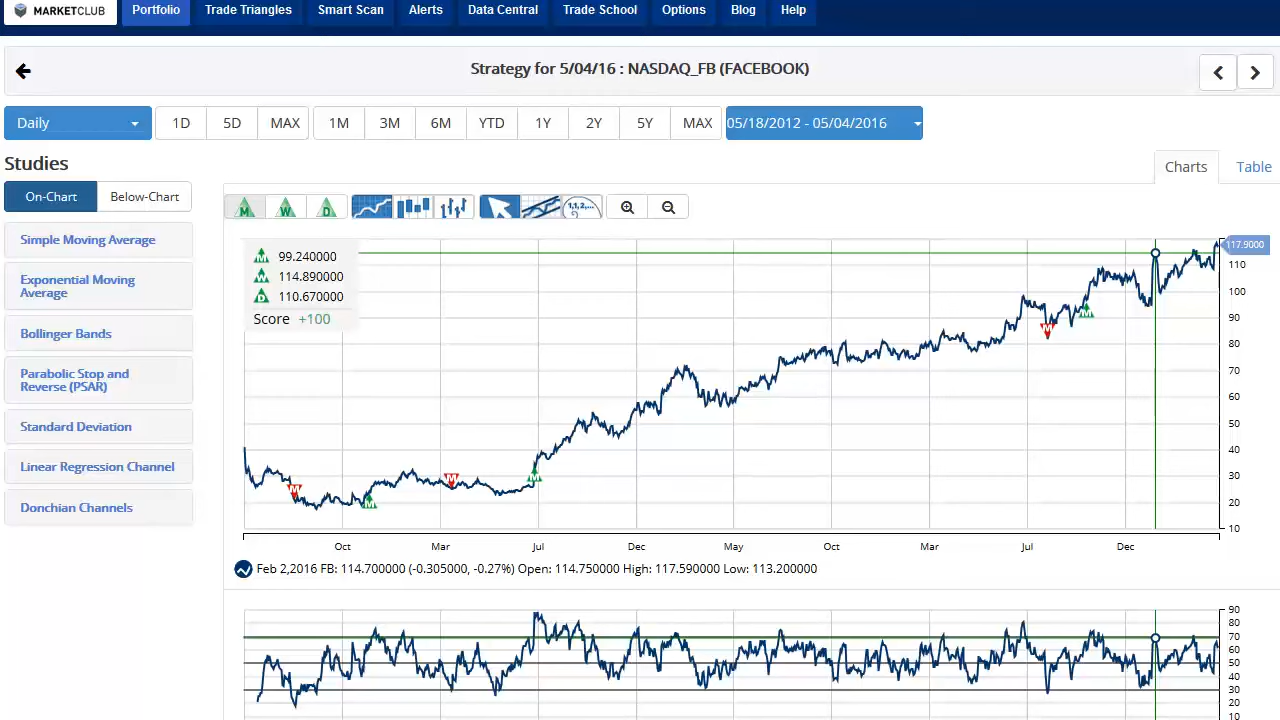 MARKETCLUB Portfolio Trade Triangles Smart Scan Alerts Data Central Trade School Options Blog Help
Strategy for 5/04/16 : NASDAQ_FB (FACEBOOK)
Daily 1D 5D MAX 1M 3M 6M YTD 1Y 2Y 5Y MAX 05/18/2012 - 05/04/2016
Studies
Charts Table
On-Chart Below-Chart
M W D
Simple Moving Average
Exponential Moving
Average
Bollinger Bands
Parabolic Stop and
Reverse (PSAR)
Standard Deviation
Linear Regression Channel
Donchian Channels
M 99.240000
W 114.890000
D 110.670000
Score +100
117.9000
110
100
90
80
70
60
50
40
30
20
10
Oct Mar Jul Dec May Oct Mar Jul Dec
Feb 2,2016 FB: 114.700000 (-0.305000, -0.27%) Open: 114.750000 High: 117.590000 Low: 113.200000
90
80
70
60
50
40
30
20
10